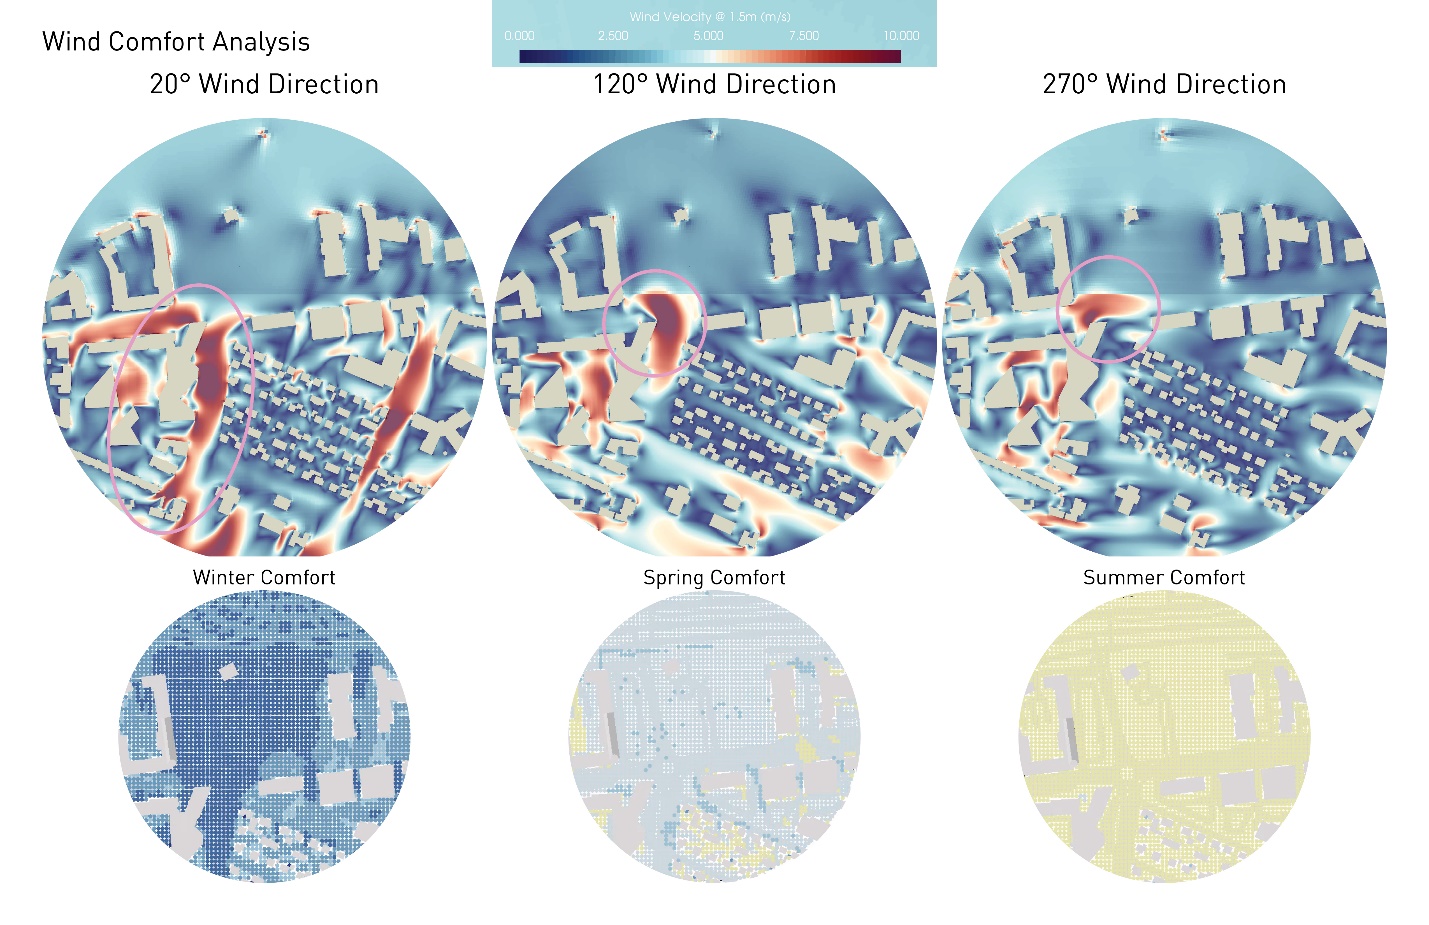 Wind Comfort Analysis
Wind Velocity @ 1.5m (m/s)
0.000 2.500 5.000 7.500 10.000
20° Wind Direction
120° Wind Direction
270° Wind Direction
Winter Comfort
Spring Comfort
Summer Comfort